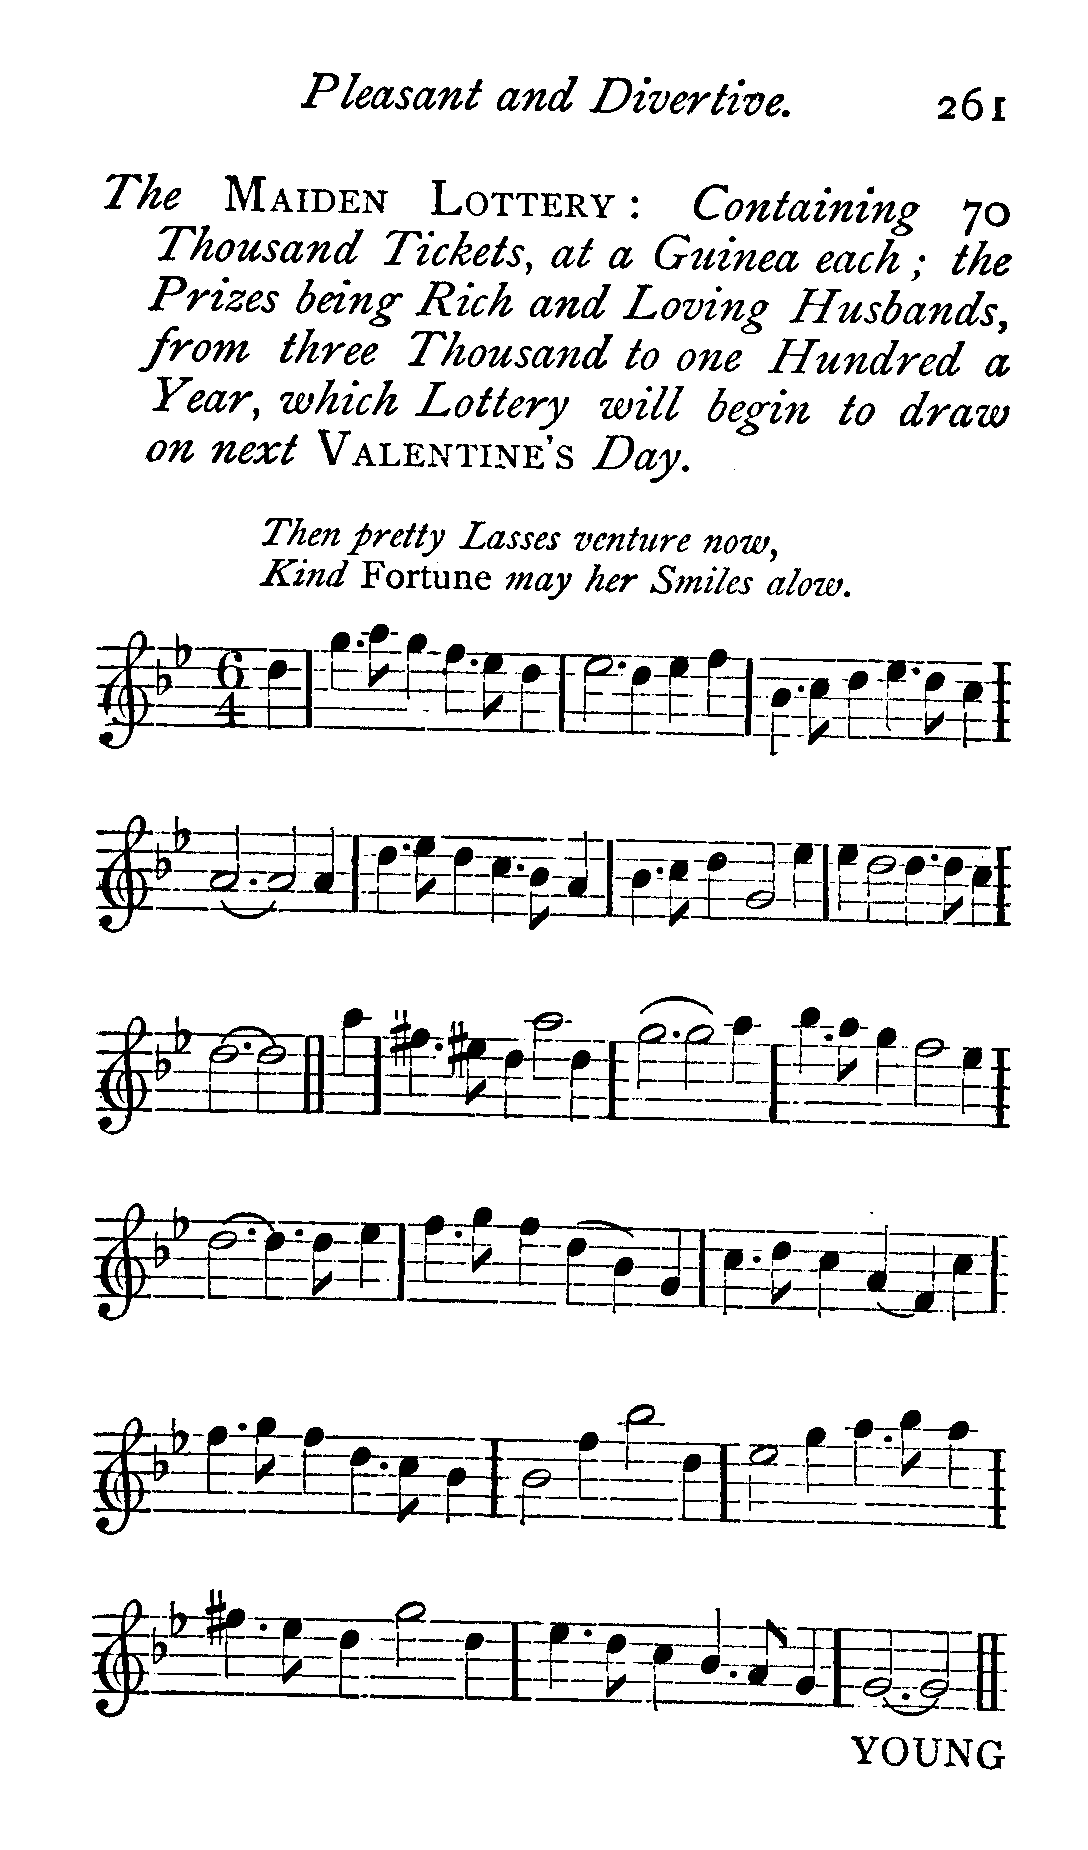 Pleasant and Divertive. 261
The MAIDEN LOTTERY: Containing 70
Thousand Tickets, at a Guinea each; the
Prizes being Rich and Loving Husbands,
from three Thousand to one Hundred a
Year, which Lottery will begin to draw
on next VALENTINE'S Day.
Then pretty Lasses venture now,
Kind Fortune may her Smiles alow.
6
4
YOUNG